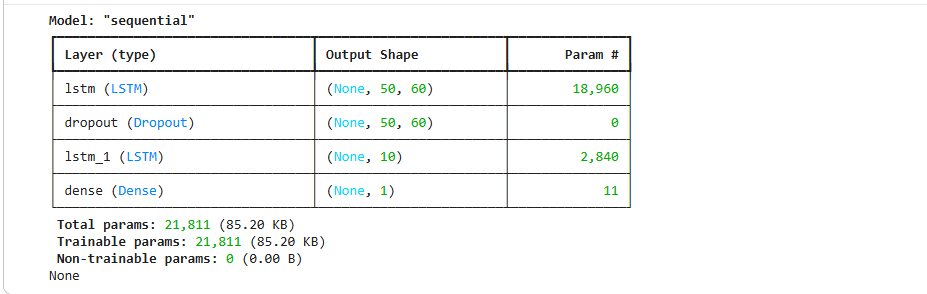 Model: "sequential"
Layer (type) Output Shape Param #
lstm (LSTM) (None, 50, 60) 18,960
dropout (Dropout) (None, 50, 60) 0
lstm_1 (LSTM) (None, 10) 2,840
dense (Dense) (None, 1) 11
Total params: 21,811 (85.20 KB)
Trainable params: 21,811 (85.20 KB)
Non-trainable params: 0 (0.00 B)
None